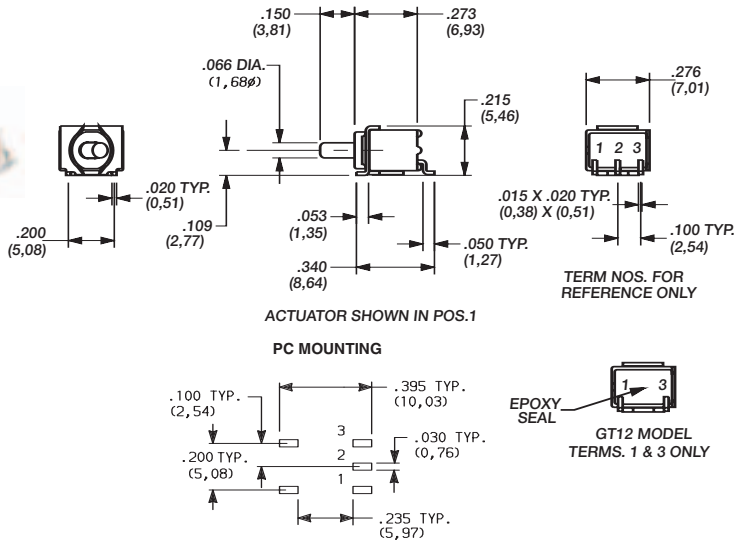 .150
(3,81)
.273
(6,93)
.066 DIA.
(1,68ø)
.215
(5,46)
.276
(7,01)
1 2 3
.020 TYP.
(0,51)
.200
(5,08)
.109
(2,77)
.053
(1,35)
.340
(8,64)
.050 TYP.
(1,27)
.015 X .020 TYP.
(0,38) X (0,51)
.100 TYP.
(2,54)
TERM NOS. FOR
REFERENCE ONLY
ACTUATOR SHOWN IN POS.1
PC MOUNTING
.395 TYP.
(10,03)
.100 TYP.
(2,54)
3
2
1
.030 TYP.
(0,76)
.200 TYP.
(5,08)
.235 TYP.
(5,97)
1 3
EPOXY
SEAL
GT12 MODEL
TERMS. 1 & 3 ONLY